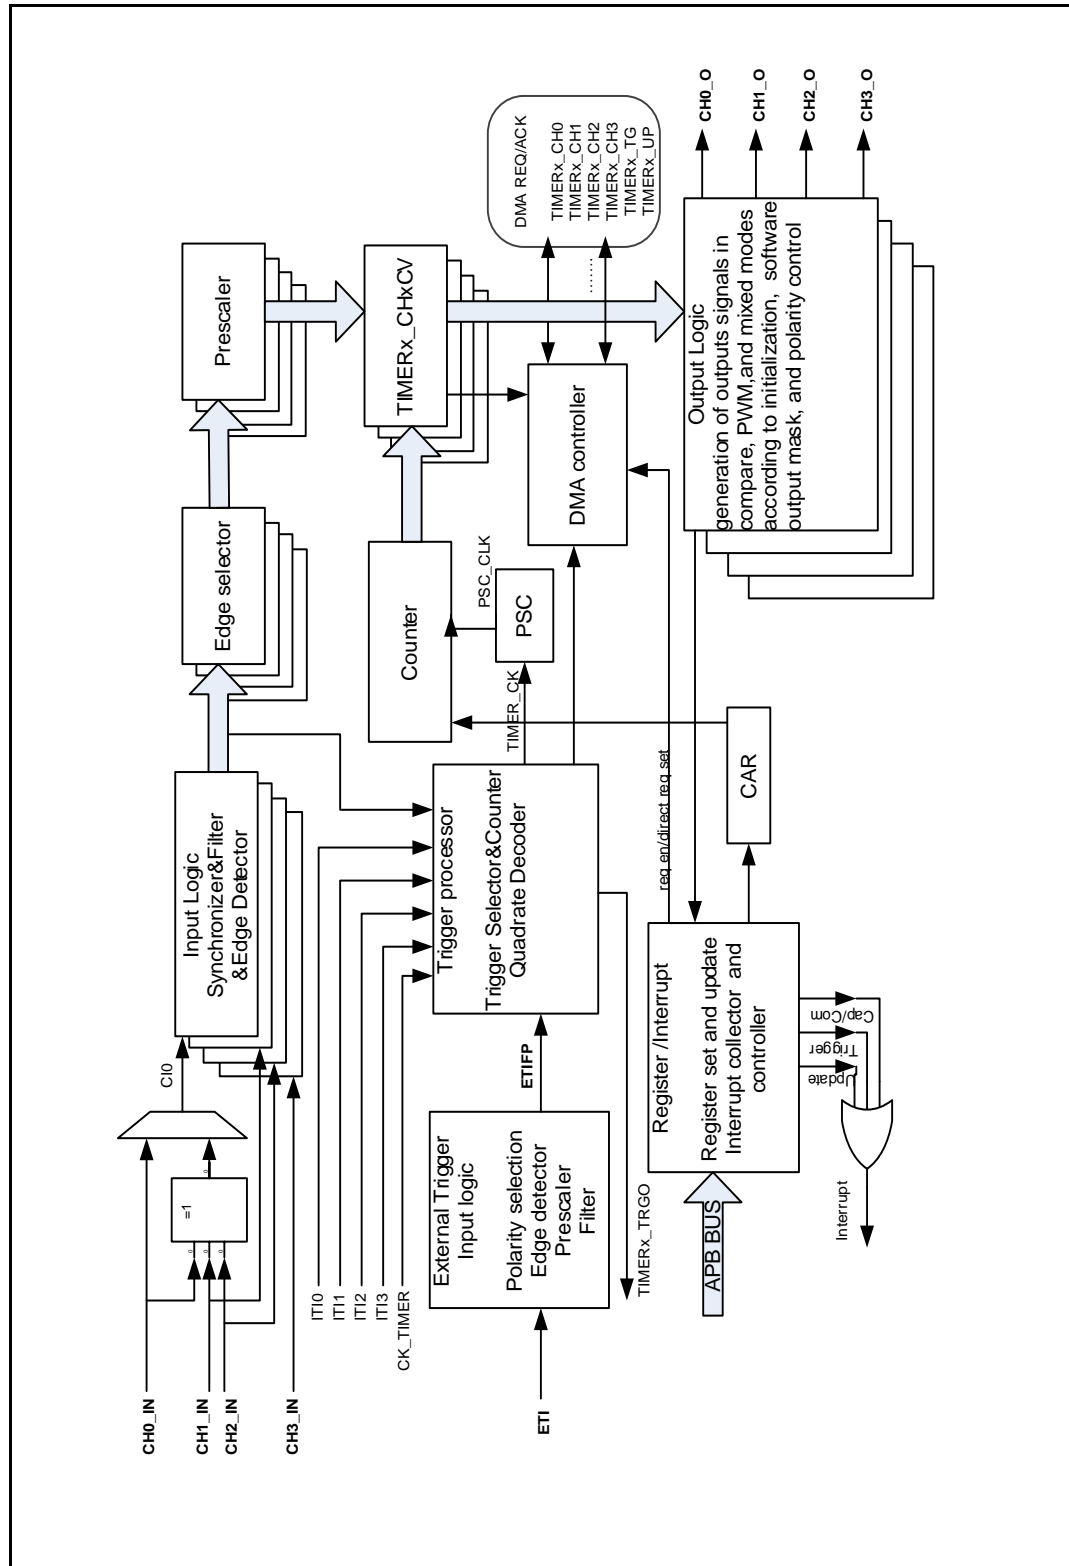 CH0_IN
CH1_IN
CH2_IN
CH3_IN
=1
CI0
Input Logic
Synchronizer&Filter
&Edge Detector
Edge selector
Prescaler
ITI0
ITI1
ITI2
ITI3
CK_TIMER
Trigger processor
Trigger Selector&Counter
Quadrate Decoder
Counter
TIMERx_CHxCV
TIMER_CK
PSC
PSC_CLK
DMA controller
DMA REQ/ACK
TIMERx_CH0
TIMERx_CH1
TIMERx_CH2
TIMERx_CH3
TIMERx_TG
TIMERx_UP
........
ETI
External Trigger
Input logic
Polarity selection
Edge detector
Prescaler
Filter
ETIFP
TIMERx_TRGO
APB BUS
Register /Interrupt
Register set and update
Interrupt collector and
controller
CAR
req en/direct req set
Update
Trigger
Cap/Com
Interrupt
Output Logic
generation of outputs signals in
compare, PWM,and mixed modes
according to initialization, software
output mask, and polarity control
CH0_O
CH1_O
CH2_O
CH3_O